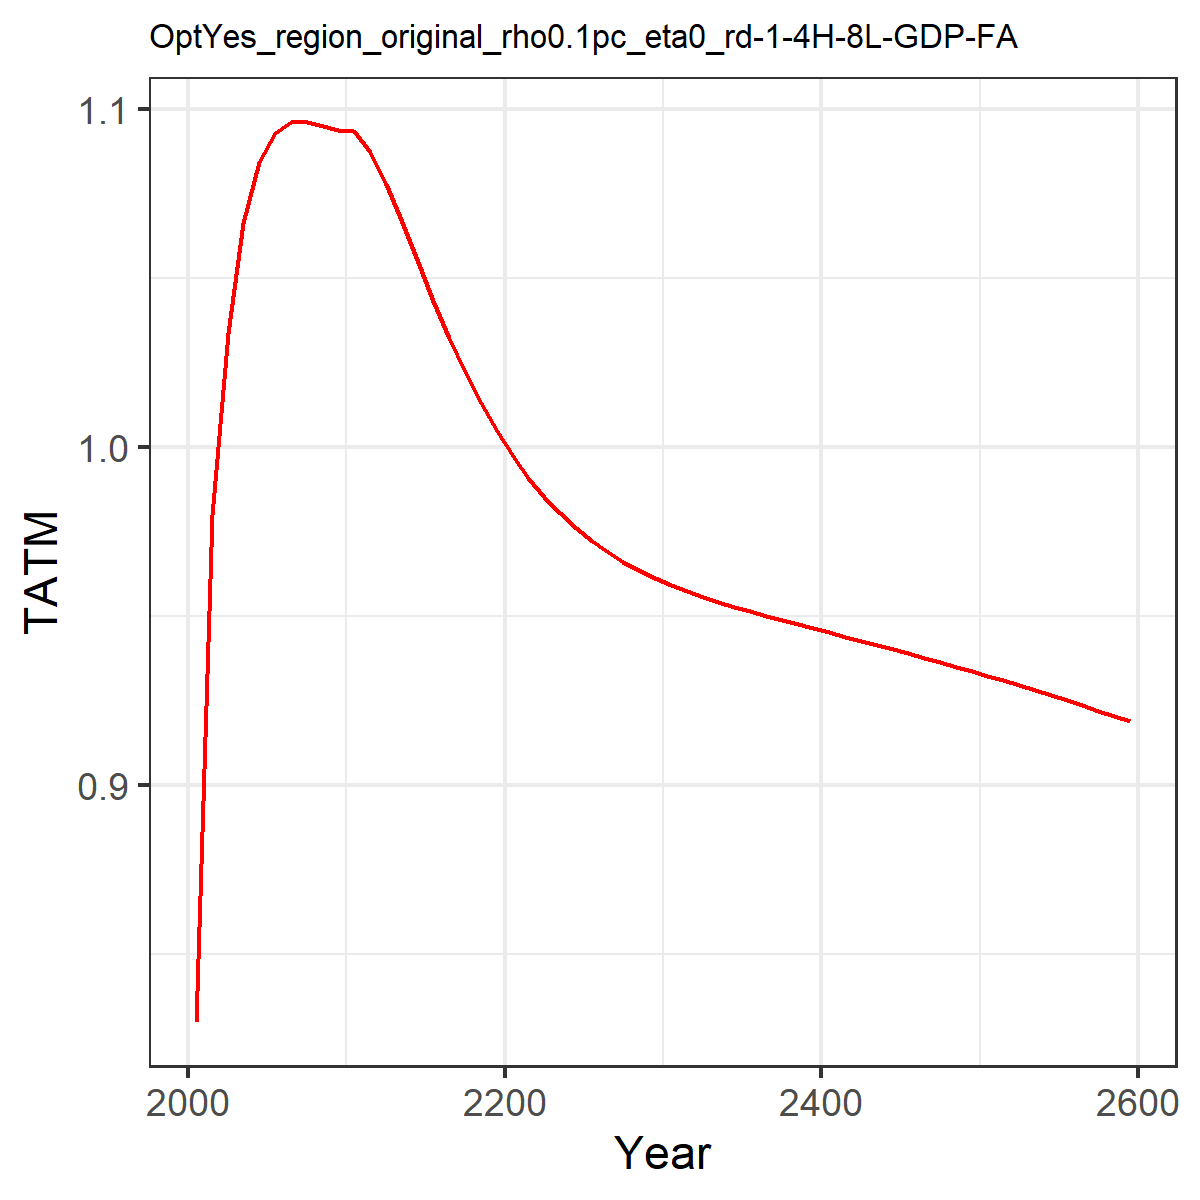 OptYes_region_original_rho0.1pc_eta0_rd-1-4H-8L-GDP-FA
1.1
1.0
0.9
TATM
2000 2200 2400 2600
Year